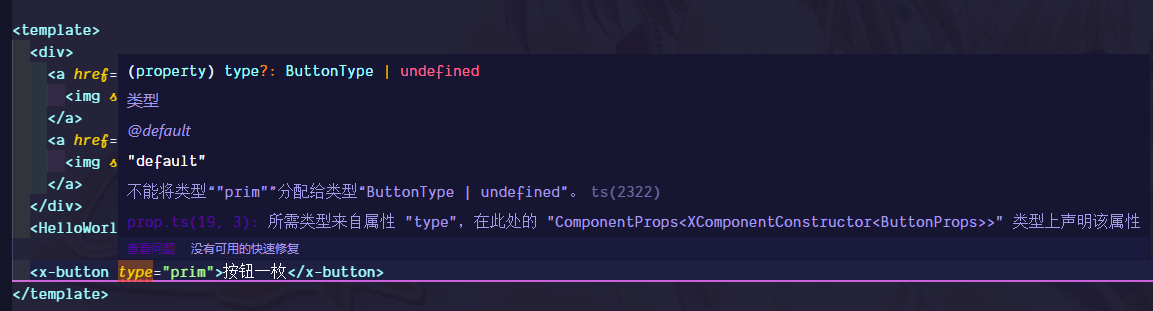 <template>
<div>
<a href=
<img s
</a>
<a href=
<img s
</a>
</div>
<HelloWorl
(property) type?: ButtonType | undefined
类型
@default
"default"
不能将类型“"prim"”分配给类型“ButtonType | undefined”。 ts(2322)
prop.ts(19, 3): 所需类型来自属性 "type"，在此处的 "ComponentProps<XComponentConstructor<ButtonProps>>" 类型上声明该属性
查看问题 没有可用的快速修复
<x-button type="prim">按钮一枚</x-button>
</template>